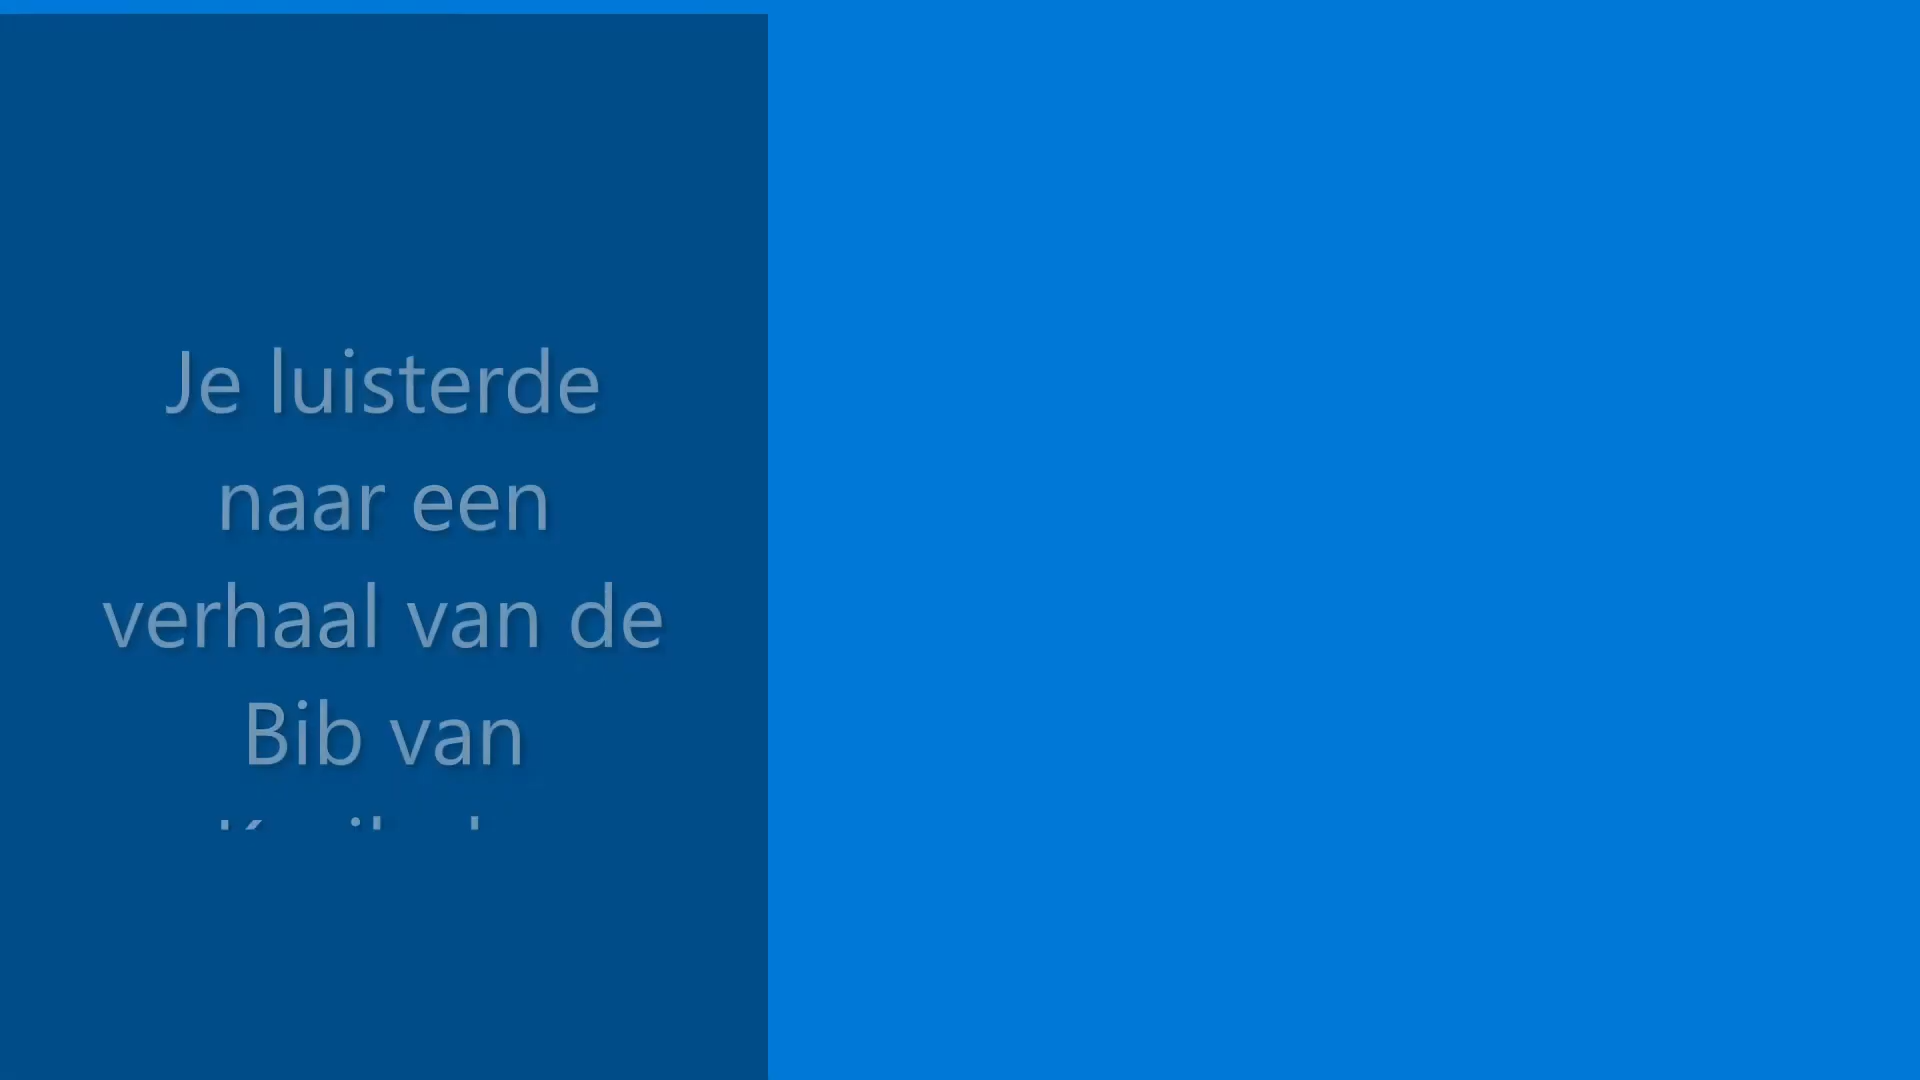 Je luisterde
naar een
verhaal van de
Bib van